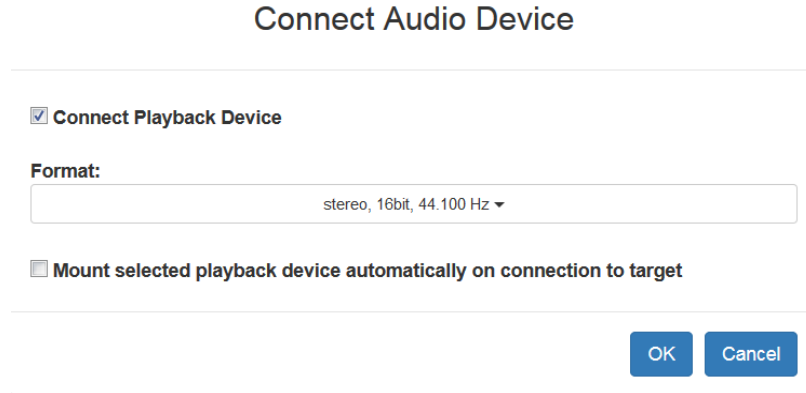 Connect Audio Device
Connect Playback Device
Format:
stereo, 16bit, 44.100 Hz
Mount selected playback device automatically on connection to target
OK Cancel